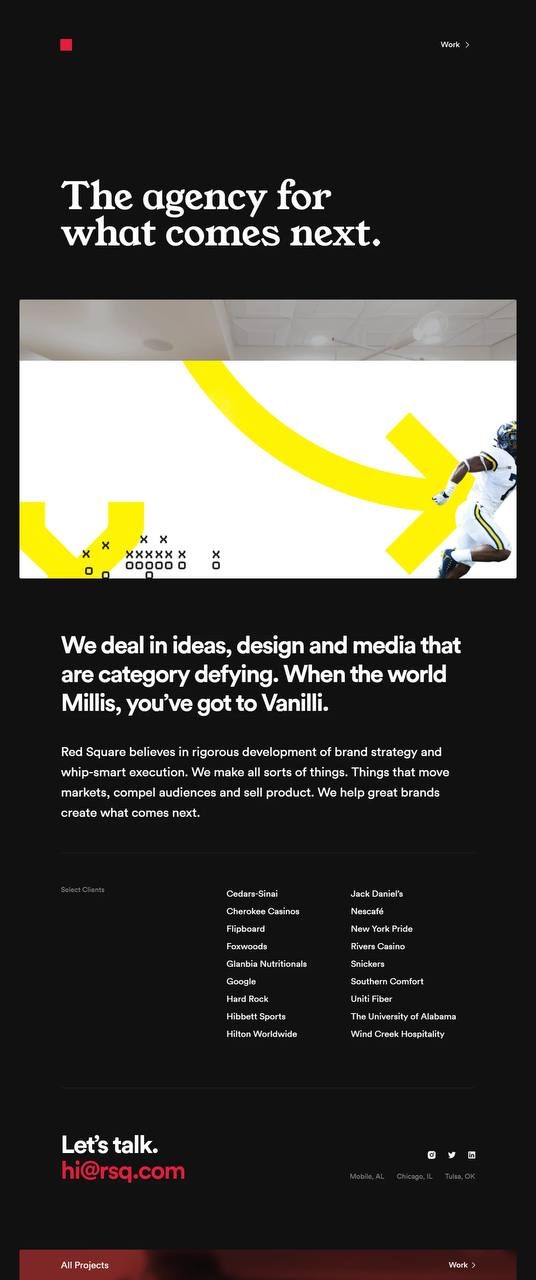 Work
The agency for
what comes next.
We deal in ideas, design and media that
are category defying. When the world
Millis, you’ve got to Vanilli.
Red Square believes in rigorous development of brand strategy and
whip-smart execution. We make all sorts of things. Things that move
markets, compel audiences and sell product. We help great brands
create what comes next.
Select Clients
Cedars-Sinai
Cherokee Casinos
Flipboard
Foxwoods
Glanbia Nutritionals
Google
Hard Rock
Hibbett Sports
Hilton Worldwide
Jack Daniel’s
Nescafé
New York Pride
Rivers Casino
Snickers
Southern Comfort
Uniti Fiber
The University of Alabama
Wind Creek Hospitality
Let’s talk.
hi@rsq.com
Mobile, AL
Chicago, IL
Tulsa, OK
All Projects
Work